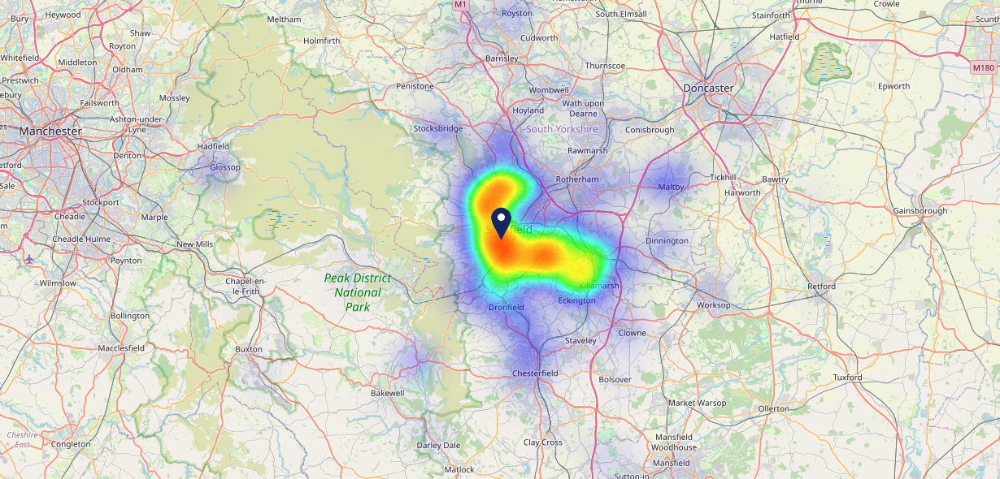 M1
Royston
South Elmsall
Stainforth
Crowle
Bury
Heywood
Meltham
Cudworth
Hatfield
Shaw
Royton
Holmfirth
Whitefield
Middleton
Oldham
Barnsley
Thurnscoe
M180
Prestwich
Penistone
Wombwell
Doncaster
Epworth
Failsworth
Mossley
Hoyland
Wath upon
Dearne
Manchester
Ashton-under-
Lyne
Stocksbridge
South Yorkshire
Conisbrough
Denton
Hadfield
Rawmarsh
Glossop
Rotherham
Maltby
Tickhill
Bawtry
Sale
Harworth
Stockport
Cheadle
Marple
Gainsborough
Cheadle Hulme
New Mills
Dinnington
Poynton
Wilmslow
Chapel-en-
le-Frith
Peak District
National
Park
Killamarsh
Retford
Eckington
Dronfield
Worksop
Bollington
Clowne
Staveley
Macclesfield
Buxton
Chesterfield
Bolsover
Tuxford
Bakewell
Market Warsop
Ollerton
Cheshire
East
Congleton
Darley Dale
Clay Cross
Mansfield
Woodhouse
Matlock
Mansfield
Sutton-in-